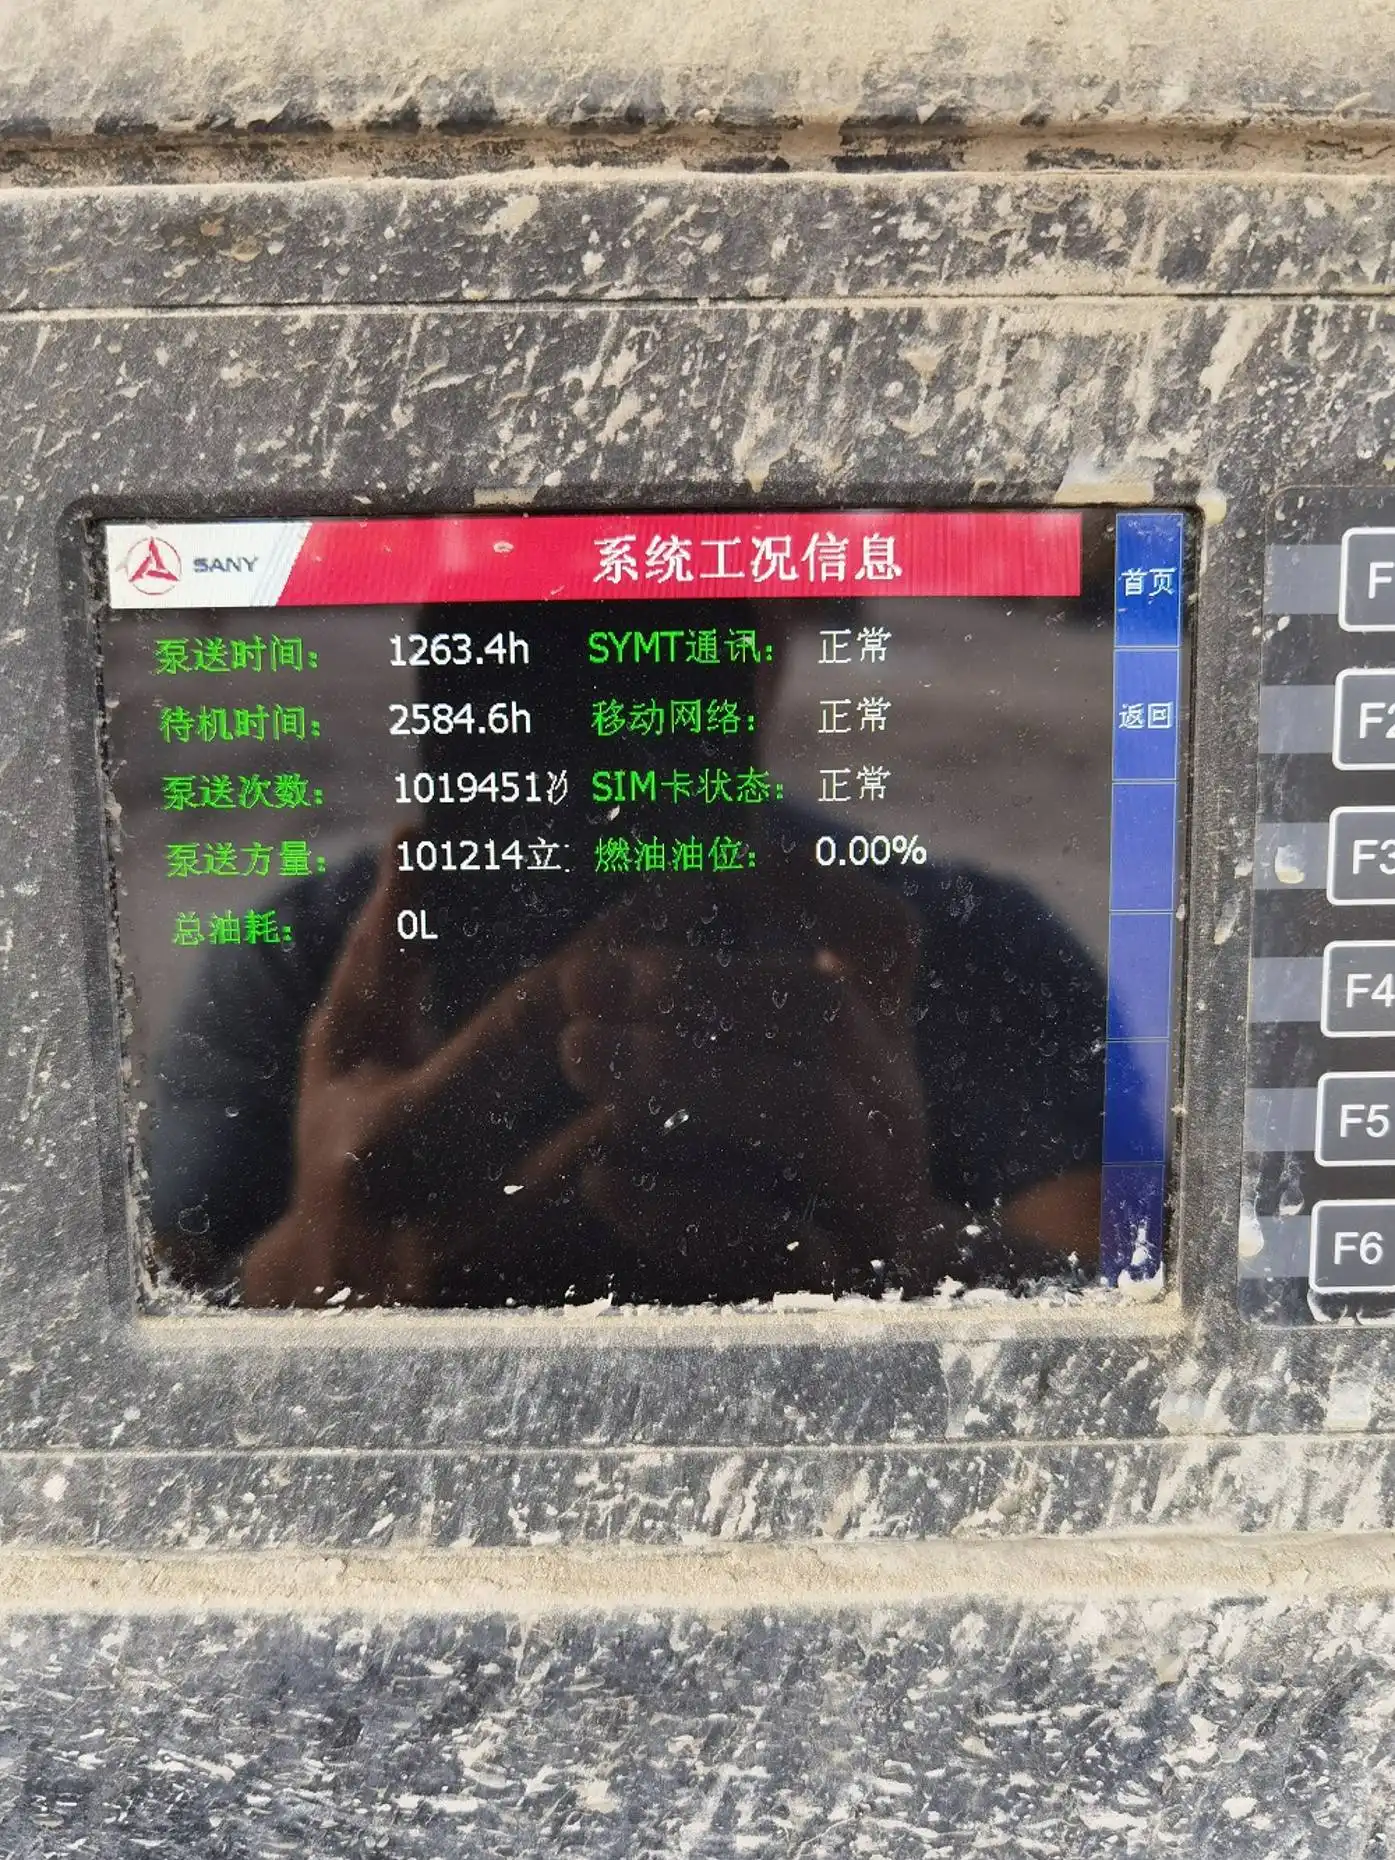 SANY 系统工况信息
首页
泵送时间: 1263.4h SYMT通讯: 正常
待机时间: 2584.6h 移动网络: 正常
返回
泵送次数: 1019451次 SIM卡状态: 正常
泵送方量: 101214立 燃油油位: 0.00%
总油耗: 0L
F
F2
F3
F4
F5
F6